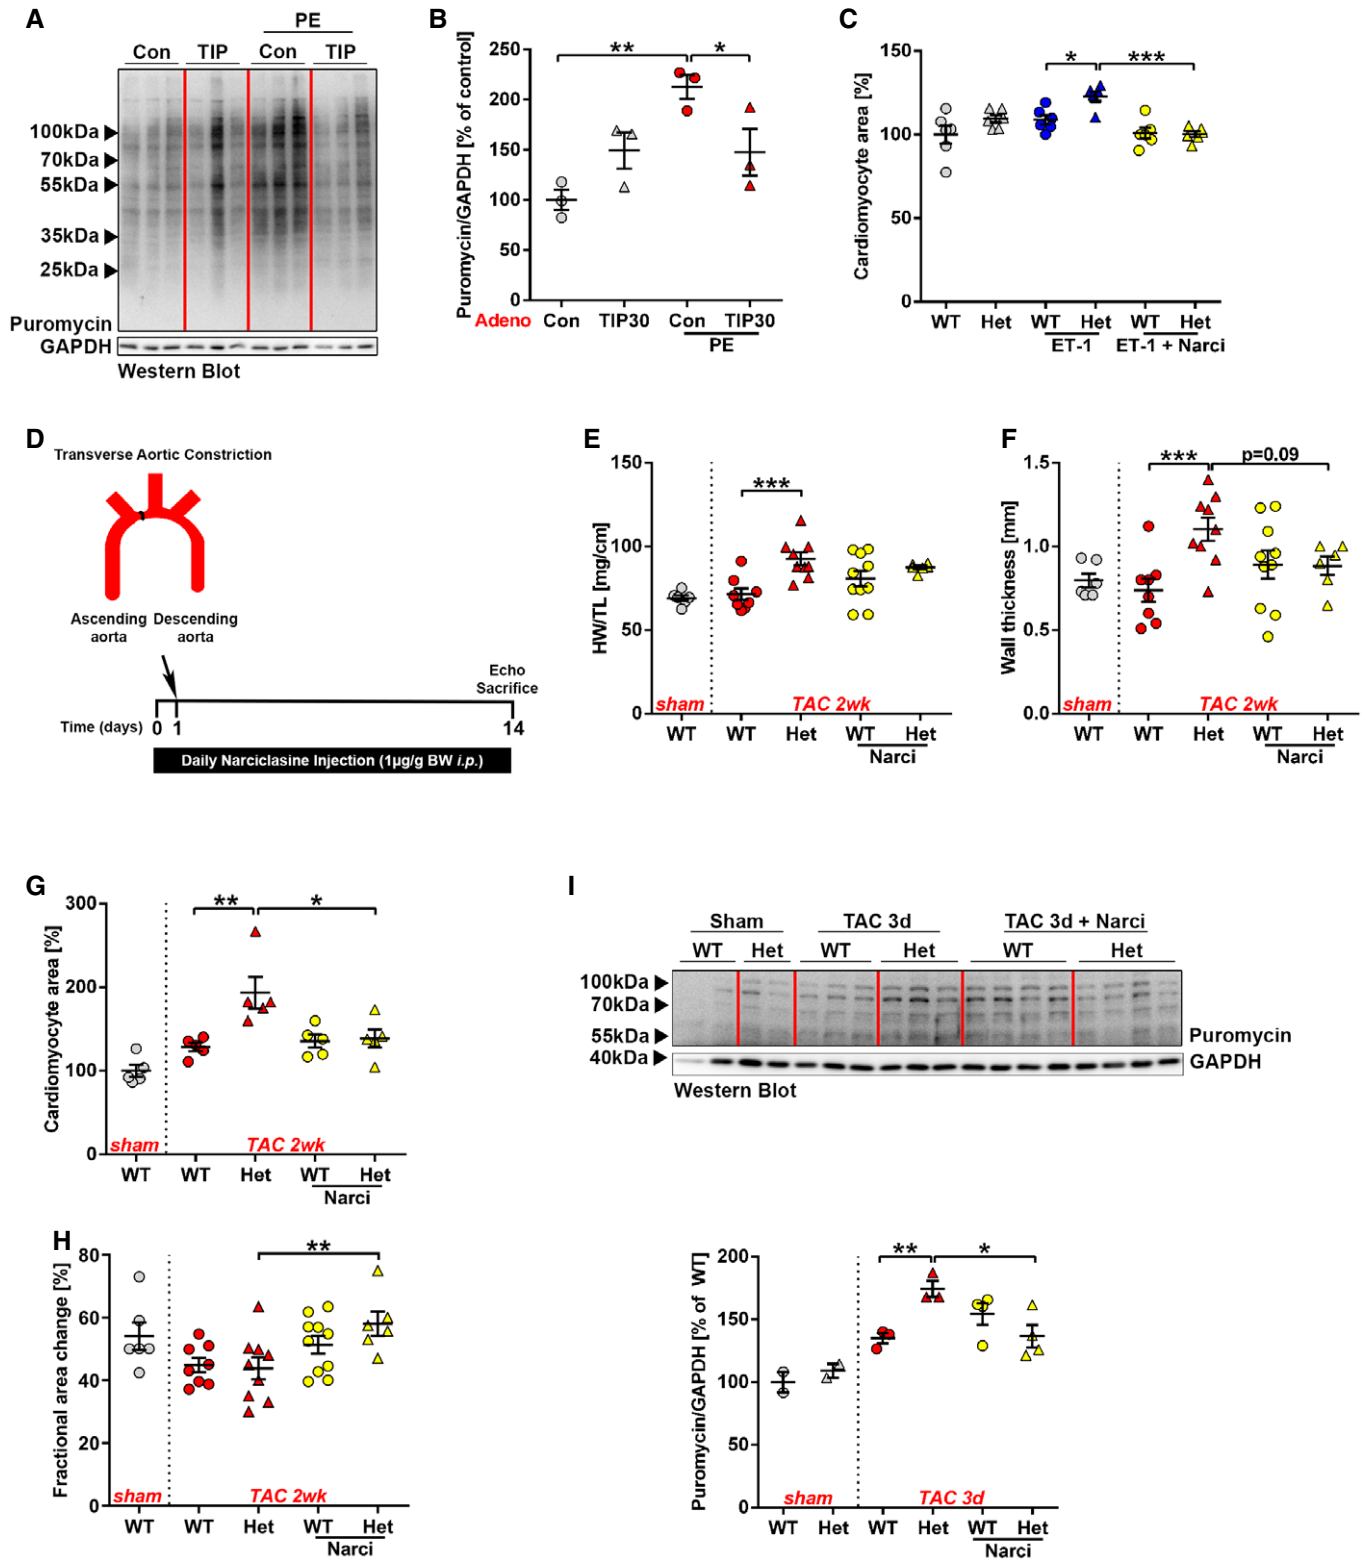 A
PE
Con TIP Con TIP
100kDa
70kDa
55kDa
35kDa
25kDa
Puromycin
GAPDH
Western Blot
B
Puromycin/GAPDH [% of control]
250
200
150
100
50
0
** *
Adeno Con TIP30 Con TIP30
PE
C
Cardiomyocyte area [%]
150
100
50
0
* ***
WT Het WT Het WT Het
ET-1 ET-1 + Narci
D
Transverse Aortic Constriction
Ascending Descending
aorta aorta
Echo
Sacrifice
Time (days) 0 1 14
Daily Narciclasine Injection (1µg/g BW i.p.)
E
HW/TL [mg/cm]
150
100
50
0
***
sham TAC 2wk
WT WT Het WT Het
Narci
F
Wall thickness [mm]
1.5
1.0
0.5
0.0
*** p=0.09
sham TAC 2wk
WT WT Het WT Het
Narci
G
Cardiomyocyte area [%]
300
200
100
0
** *
sham TAC 2wk
WT WT Het WT Het
Narci
H
Fractional area change [%]
80
60
40
20
0
**
sham TAC 2wk
WT WT Het WT Het
Narci
I
Sham TAC 3d TAC 3d + Narci
WT Het WT Het WT Het
100kDa
70kDa
55kDa
40kDa
Puromycin
GAPDH
Western Blot
Puromycin/GAPDH [% of WT]
200
150
100
50
0
** *
sham TAC 3d
WT Het WT Het WT Het
Narci